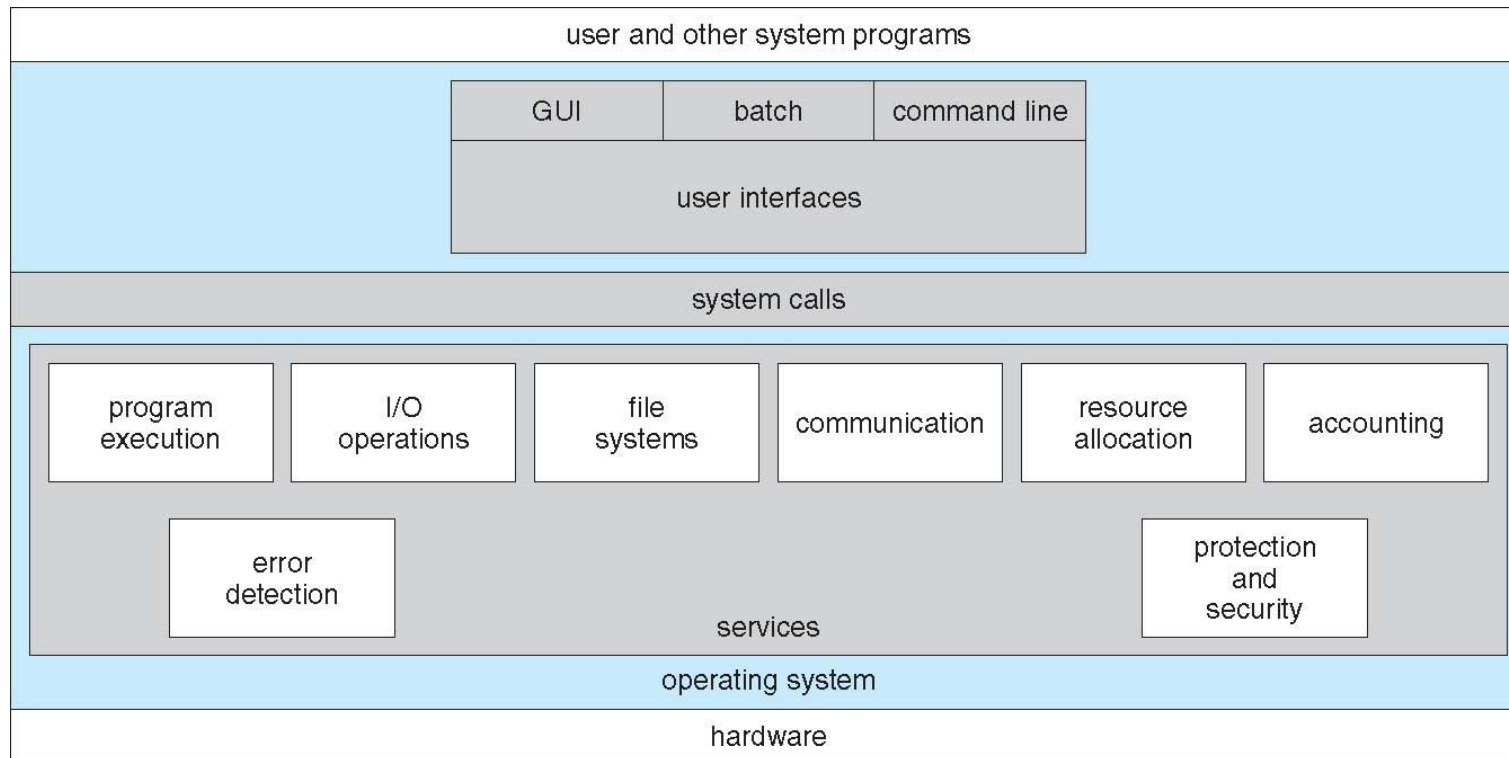 user and other system programs
GUI
batch
command line
user interfaces
system calls
program
execution
I/O
operations
file
systems
communication
resource
allocation
accounting
error
detection
protection
and
security
services
operating system
hardware